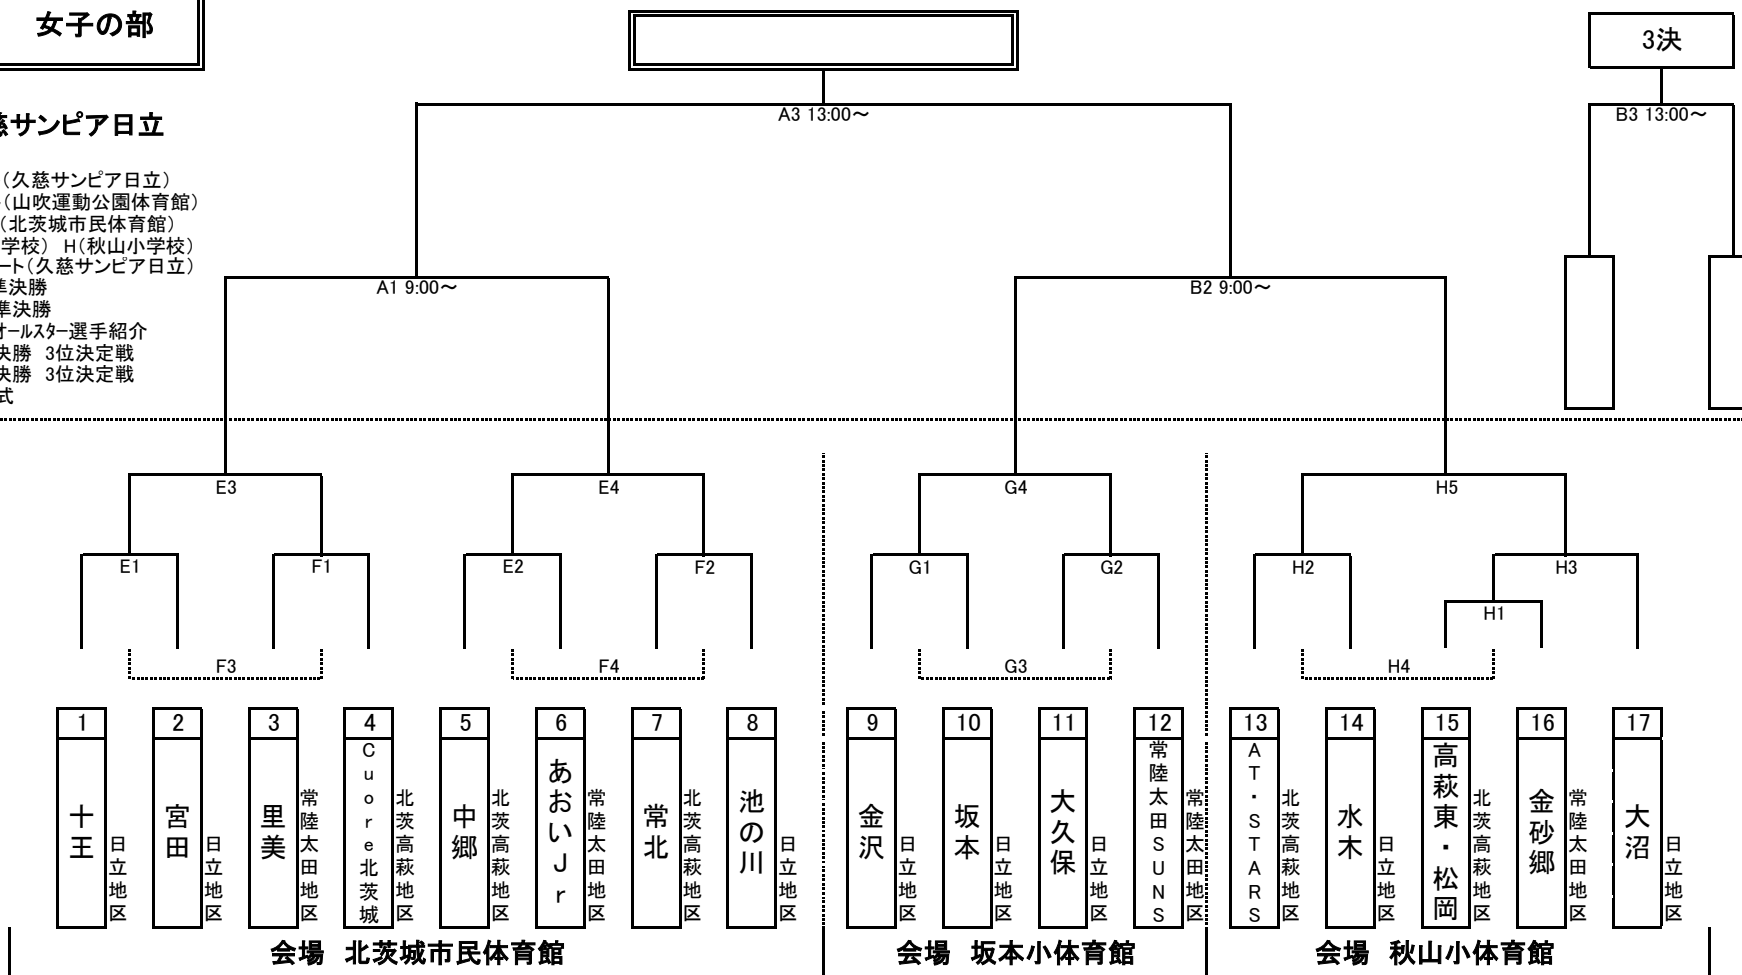 女子の部
3決
A3 13:00～
B3 13:00～
慈サンピア日立
（久慈サンピア日立）
（山吹運動公園体育館）
（北茨城市民体育館）
学校） H（秋山小学校）
ート（久慈サンピア日立）
準決勝
準決勝
オールスター選手紹介
決勝 3位決定戦
決勝 3位決定戦
式
A1 9:00～
B2 9:00～
E3
E4
G4
H5
E1
F1
E2
F2
G1
G2
H2
H3
H1
F3
F4
G3
H4
1
十王
日立地区
2
宮田
日立地区
3
里美
常陸太田地区
4
Cuore北茨城
北茨高萩地区
5
中郷
北茨高萩地区
6
あおいJr
常陸太田地区
7
常北
北茨高萩地区
8
池の川
日立地区
9
金沢
日立地区
10
坂本
日立地区
11
大久保
日立地区
12
常陸太田SUNS
常陸太田地区
13
AT・STARS
北茨高萩地区
14
水木
日立地区
15
高萩東・松岡
北茨高萩地区
16
金砂郷
常陸太田地区
17
大沼
日立地区
会場 北茨城市民体育館
会場 坂本小体育館
会場 秋山小体育館